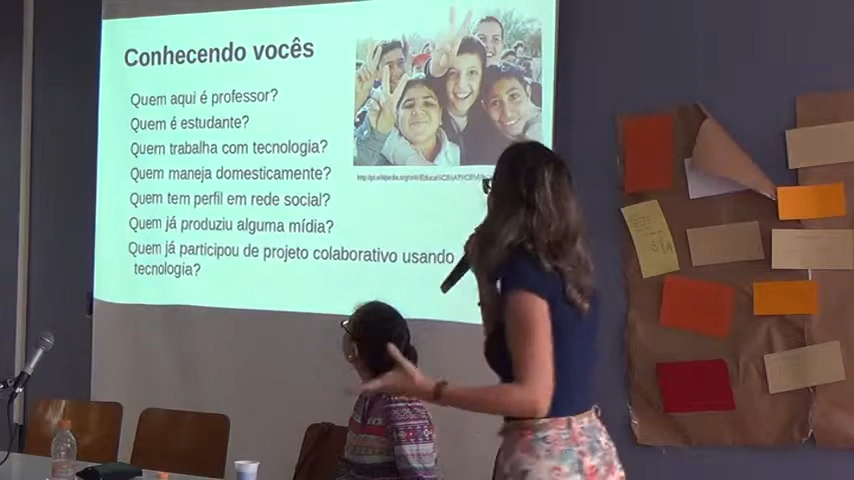 Conhecendo vocês
Quem aqui é professor?
Quem é estudante?
Quem trabalha com tecnologia?
Quem maneja domesticamente?
Quem tem perfil em rede social?
Quem já produziu alguma mídia?
Quem já participou de projeto colaborativo usando
tecnologia?